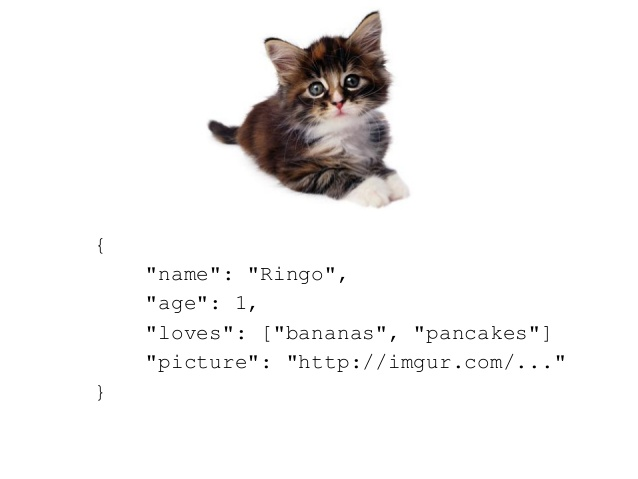 {
    "name": "Ringo",
    "age": 1,
    "loves": ["bananas", "pancakes"]
    "picture": "http://imgur.com/..."
}